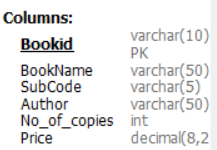 Columns:
Bookid varchar(10)
PK
BookName varchar(50)
SubCode varchar(5)
Author varchar(50)
No_of_copies int
Price decimal(8,2